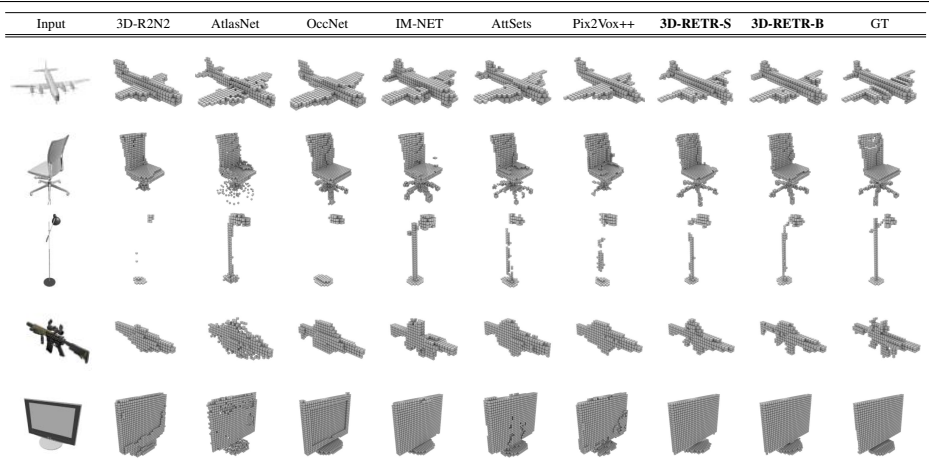 Input 3D-R2N2 AtlasNet OccNet IM-NET AttSets Pix2Vox++ 3D-RETR-S 3D-RETR-B GT